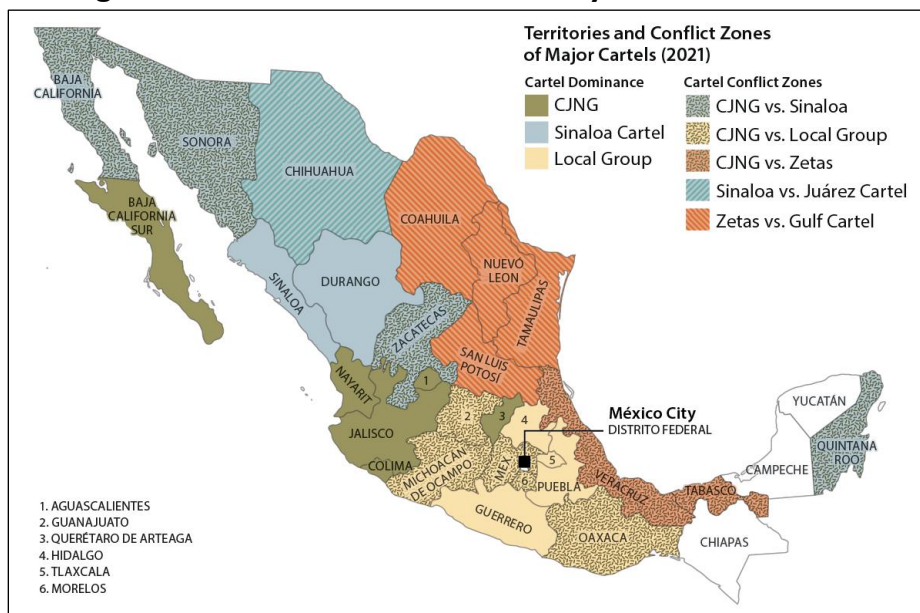 Territories and Conflict Zones
of Major Cartels (2021)
Cartel Dominance
CJNG
Sinaloa Cartel
Local Group
Cartel Conflict Zones
CJNG vs. Sinaloa
CJNG vs. Local Group
CJNG vs. Zetas
Sinaloa vs. Juárez Cartel
Zetas vs. Gulf Cartel
BAJA
CALIFORNIA
SONORA
CHIHUAHUA
BAJA
CALIFORNIA
SUR
COAHUILA
SINALOA
DURANGO
NUEVO
LEON
TAMAULIPAS
ZACATECAS
SAN LUIS
POTOSÍ
NAYARIT
1
JALISCO
2
3
4
México City
DISTRITO FEDERAL
YUCATÁN
QUINTANA
ROO
CAMPECHE
COLIMA
MICHOACÁN
DE OCAMPO
MEX.
5
6
PUEBLA
VERACRUZ
TABASCO
GUERRERO
OAXACA
CHIAPAS
1. AGUASCALIENTES
2. GUANAJUATO
3. QUERÉTARO DE ARTEAGA
4. HIDALGO
5. TLAXCALA
6. MORELOS